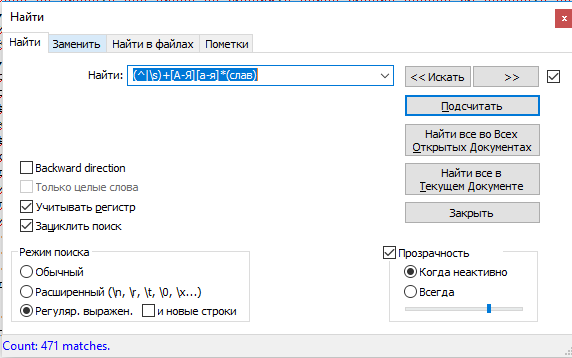 Найти
Найти Заменить Найти в файлах Пометки
Найти: (^|\s)+[А-Я][а-я]*(слав) << Искать >>
Подсчитать
Найти все во Всех
Открытых Документах
Backward direction
Только целые слова
Найти все в
Текущем Документе
Учитывать регистр
Зациклить поиск
Закрыть
Режим поиска
Обычный
Расширенный (\n, \r, \t, \0, \x...)
Регуляр. выражен. и новые строки
Прозрачность
Когда неактивно
Всегда
Count: 471 matches.